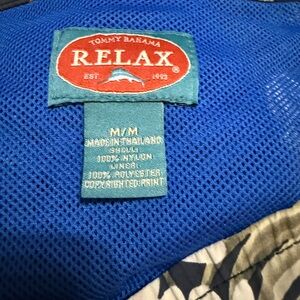 TOMMY BAHAMA
RELAX®
EST. 1993
M/M
MADE IN THAILAND
SHELL:
100% NYLON
LINER:
100% POLYESTER
COPYRIGHTED PRINT